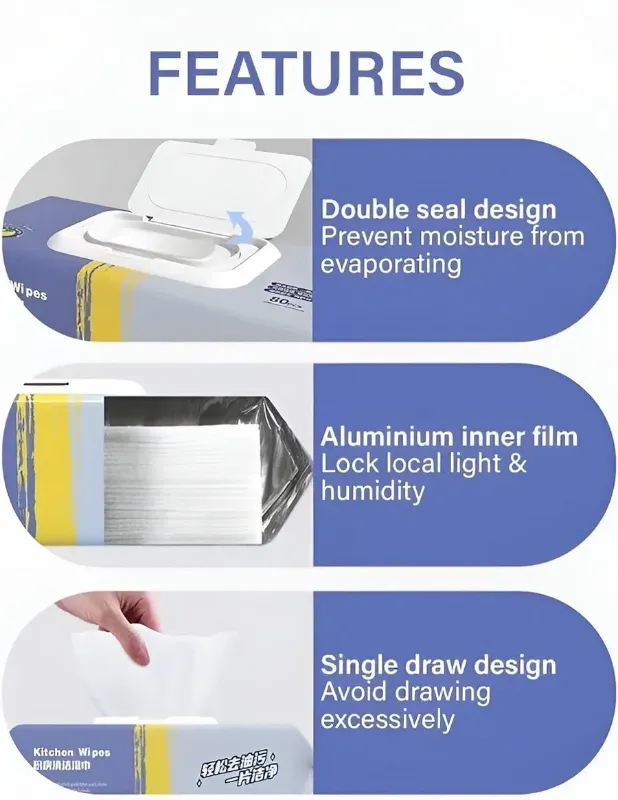 FEATURES
Double seal design
Prevent moisture from
evaporating
Wipes
80pcs
Aluminium inner film
Lock local light &
humidity
Single draw design
Avoid drawing
excessively
Kitchen Wipes
厨房清洁湿巾
轻松去油污
一片洁净